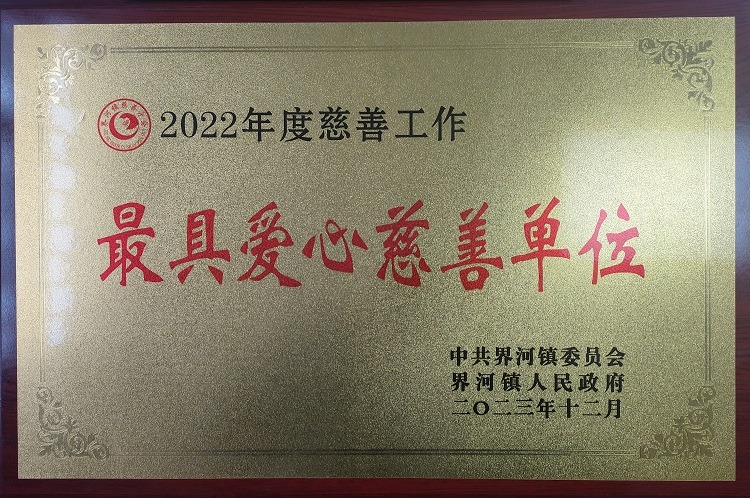 2022年度慈善工作
最具爱心慈善单位
中共界河镇委员会
界河镇人民政府
二〇二三年十二月